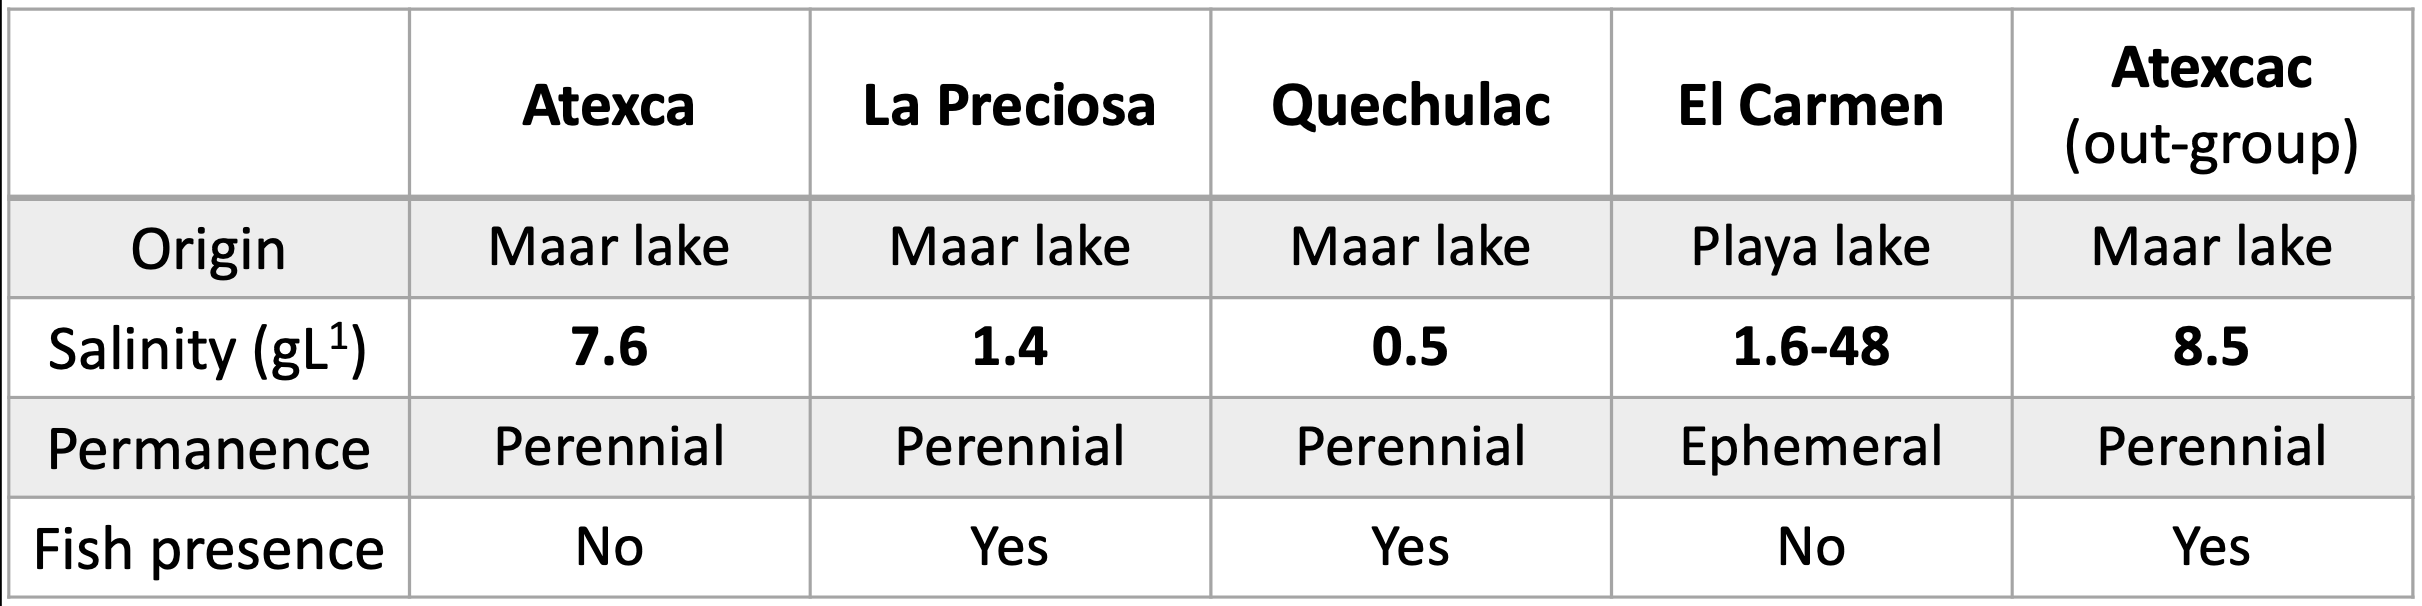 Atexca La Preciosa Quechulac El Carmen Atexcac
(out-group)
Origin Maar lake Maar lake Maar lake Playa lake Maar lake
Salinity (gL¹) 7.6 1.4 0.5 1.6-48 8.5
Permanence Perennial Perennial Perennial Ephemeral Perennial
Fish presence No Yes Yes No Yes